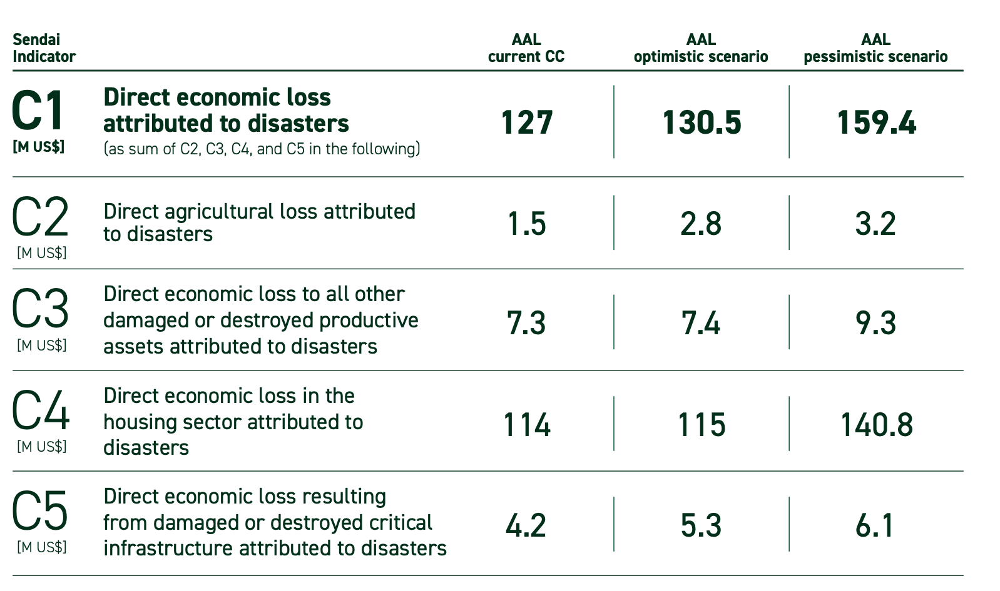 Sendai
Indicator
AAL
current CC
AAL
optimistic scenario
AAL
pessimistic scenario
C1
[M US$]
Direct economic loss
attributed to disasters
(as sum of C2, C3, C4, and C5 in the following)
127
130.5
159.4
C2
[M US$]
Direct agricultural loss attributed
to disasters
1.5
2.8
3.2
C3
[M US$]
Direct economic loss to all other
damaged or destroyed productive
assets attributed to disasters
7.3
7.4
9.3
C4
[M US$]
Direct economic loss in the
housing sector attributed to
disasters
114
115
140.8
C5
[M US$]
Direct economic loss resulting
from damaged or destroyed critical
infrastructure attributed to disasters
4.2
5.3
6.1